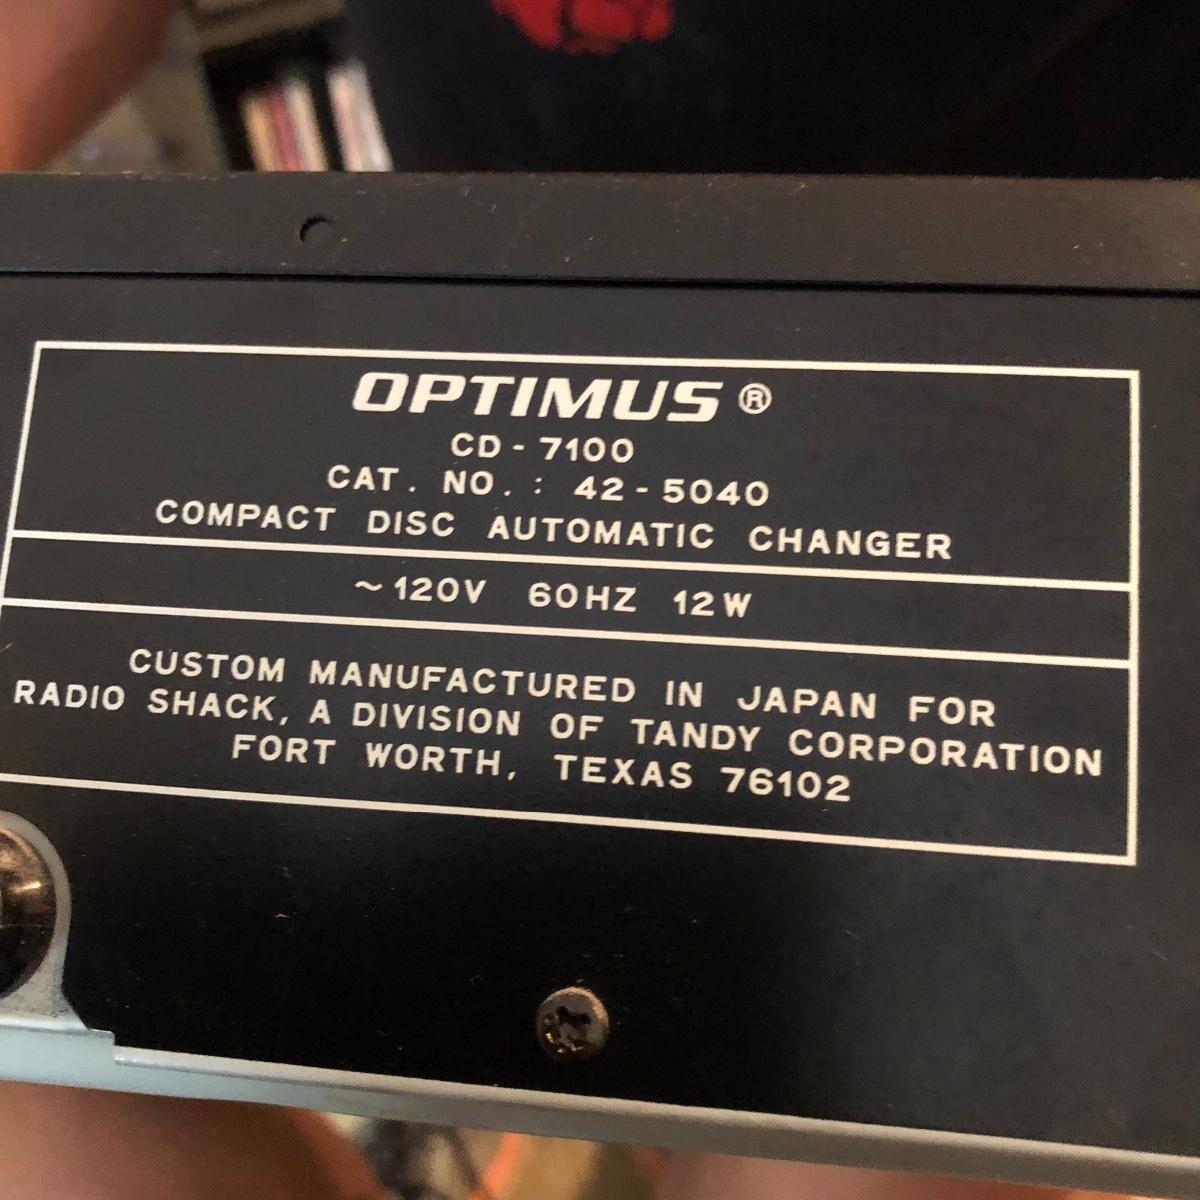 OPTIMUS ®
CD - 7100
CAT. NO. : 42 - 5040
COMPACT DISC AUTOMATIC CHANGER
~ 120V 60HZ 12W
CUSTOM MANUFACTURED IN JAPAN FOR
RADIO SHACK, A DIVISION OF TANDY CORPORATION
FORT WORTH, TEXAS 76102